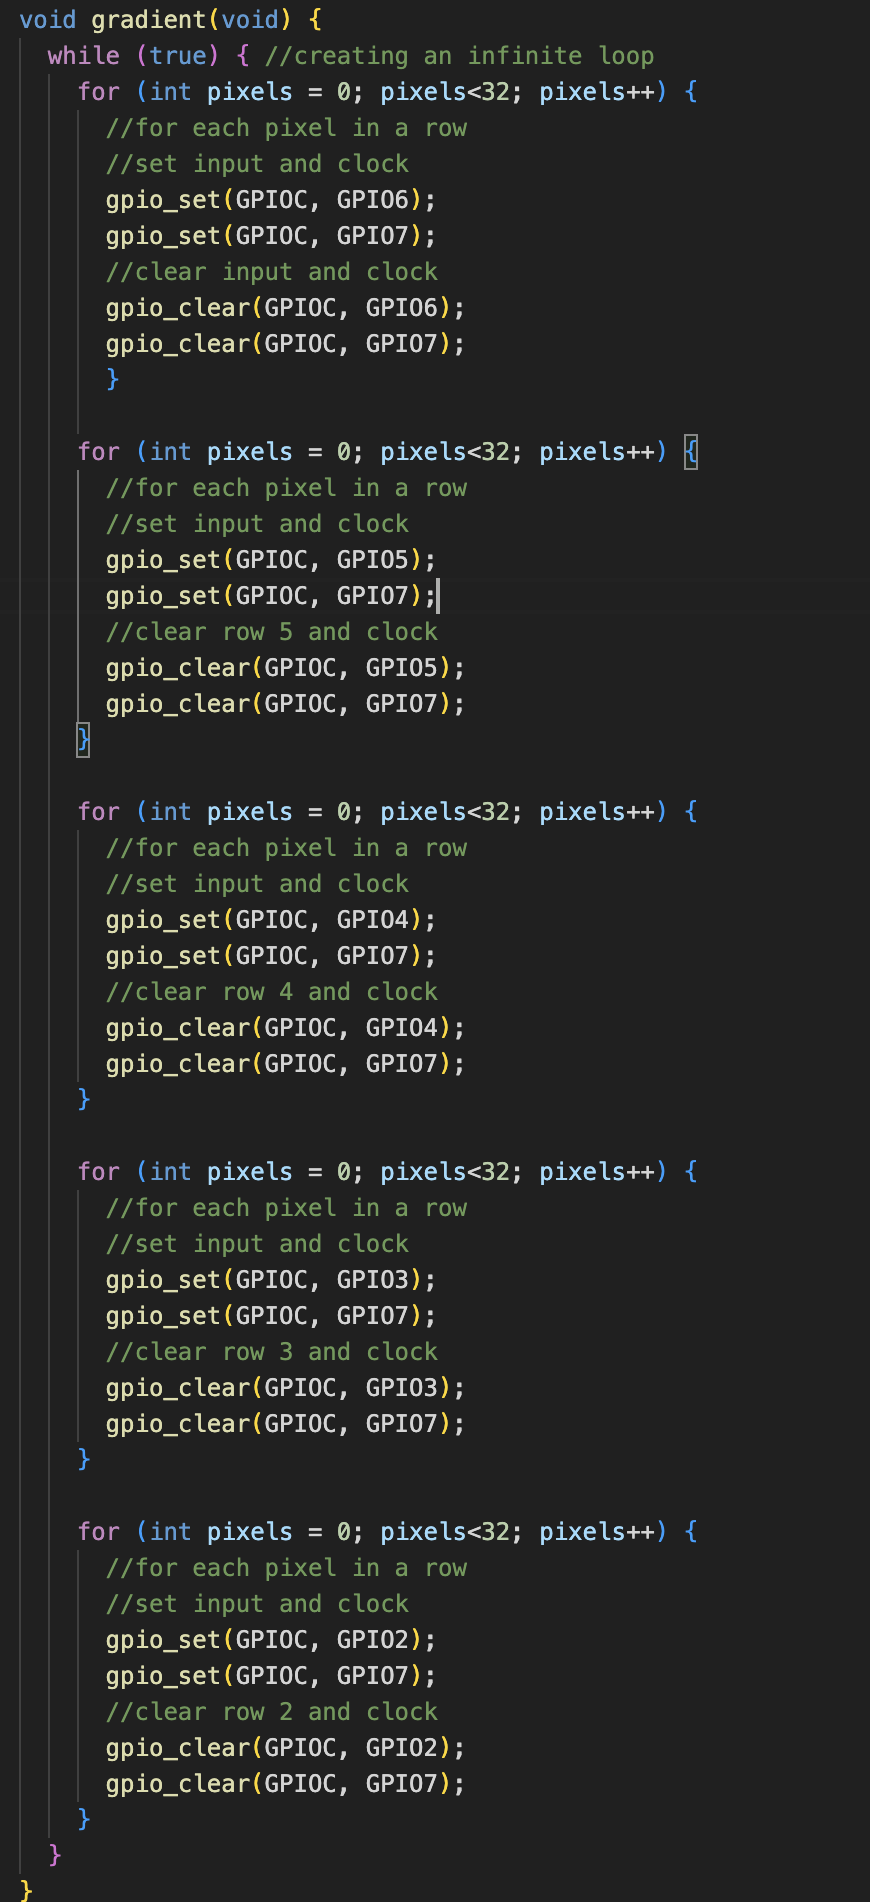 void gradient(void) {
  while (true) { //creating an infinite loop
    for (int pixels = 0; pixels<32; pixels++) {
      //for each pixel in a row
      //set input and clock
      gpio_set(GPIOC, GPIO6);
      gpio_set(GPIOC, GPIO7);
      //clear input and clock
      gpio_clear(GPIOC, GPIO6);
      gpio_clear(GPIOC, GPIO7);
      }

    for (int pixels = 0; pixels<32; pixels++) {
      //for each pixel in a row
      //set input and clock
      gpio_set(GPIOC, GPIO5);
      gpio_set(GPIOC, GPIO7);
      //clear row 5 and clock
      gpio_clear(GPIOC, GPIO5);
      gpio_clear(GPIOC, GPIO7);
    }

    for (int pixels = 0; pixels<32; pixels++) {
      //for each pixel in a row
      //set input and clock
      gpio_set(GPIOC, GPIO4);
      gpio_set(GPIOC, GPIO7);
      //clear row 4 and clock
      gpio_clear(GPIOC, GPIO4);
      gpio_clear(GPIOC, GPIO7);
    }

    for (int pixels = 0; pixels<32; pixels++) {
      //for each pixel in a row
      //set input and clock
      gpio_set(GPIOC, GPIO3);
      gpio_set(GPIOC, GPIO7);
      //clear row 3 and clock
      gpio_clear(GPIOC, GPIO3);
      gpio_clear(GPIOC, GPIO7);
    }

    for (int pixels = 0; pixels<32; pixels++) {
      //for each pixel in a row
      //set input and clock
      gpio_set(GPIOC, GPIO2);
      gpio_set(GPIOC, GPIO7);
      //clear row 2 and clock
      gpio_clear(GPIOC, GPIO2);
      gpio_clear(GPIOC, GPIO7);
    }
  }
}